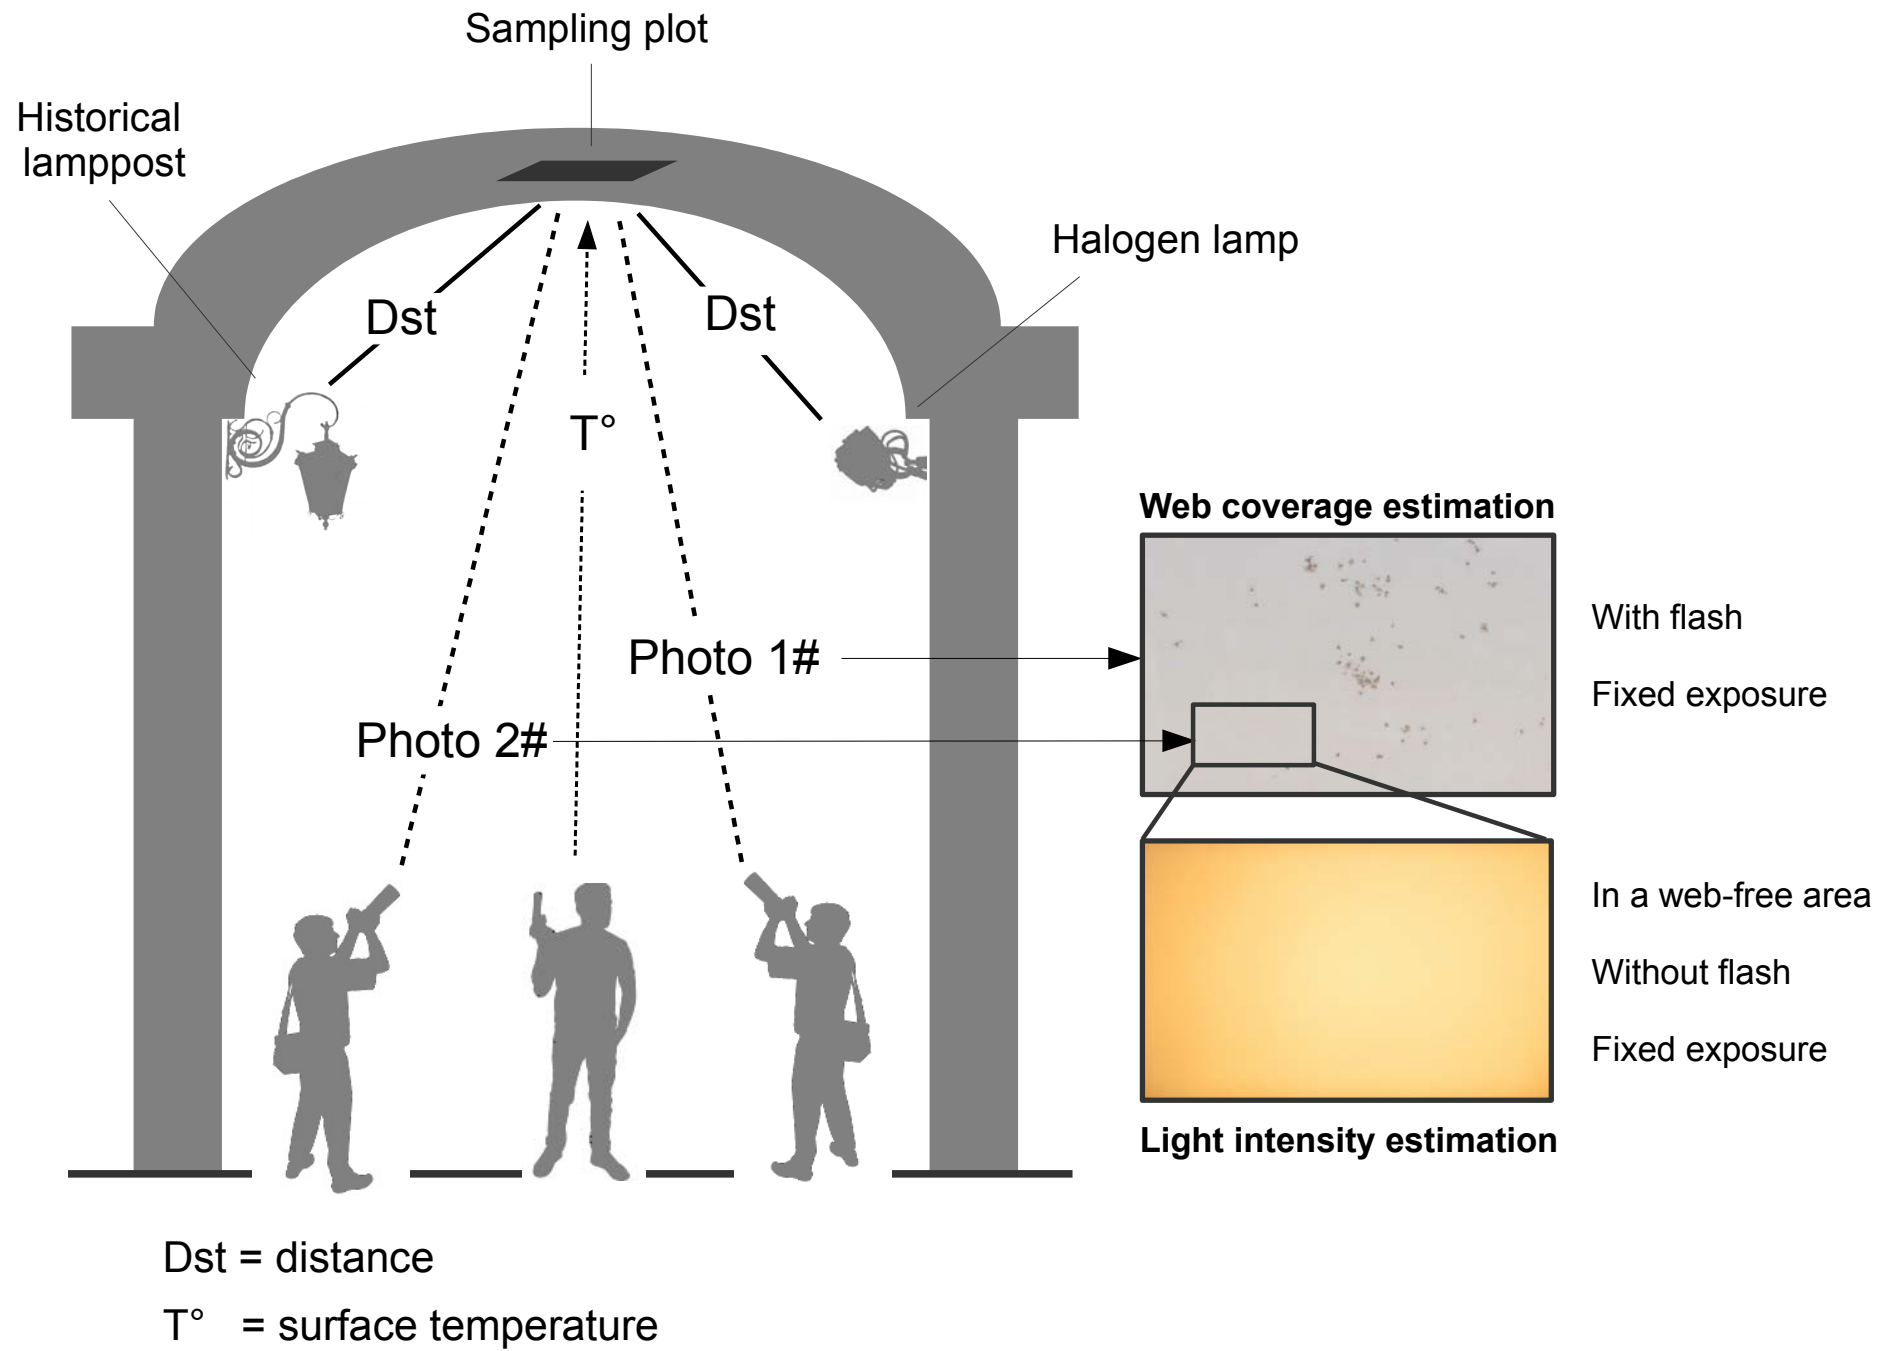 Sampling plot
Historical
lamppost
Halogen lamp
Dst
Dst
T°
Web coverage estimation
With flash
Photo 1#
Fixed exposure
Photo 2#
In a web-free area
Without flash
Fixed exposure
Light intensity estimation
Dst = distance
T° = surface temperature